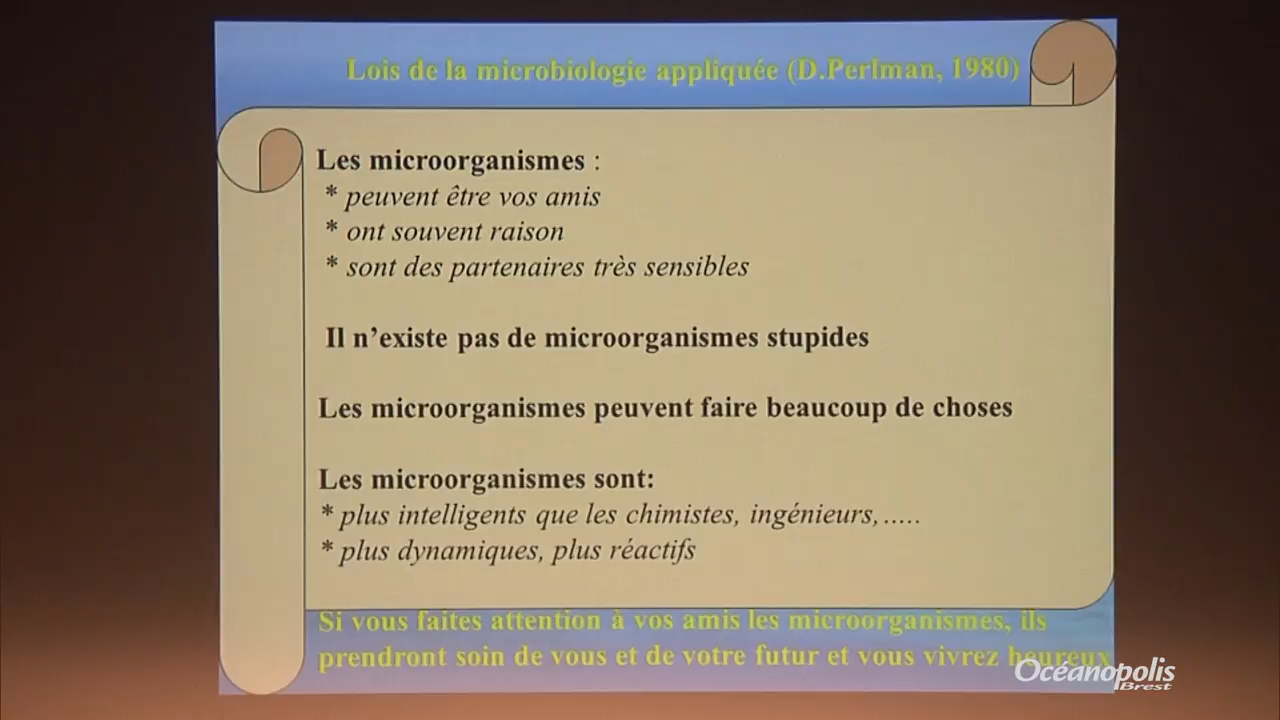 Lois de la microbiologie appliquée (D.Perlman, 1980)
Les microorganismes :
* peuvent être vos amis
* ont souvent raison
* sont des partenaires très sensibles
Il n’existe pas de microorganismes stupides
Les microorganismes peuvent faire beaucoup de choses
Les microorganismes sont:
* plus intelligents que les chimistes, ingénieurs,.....
* plus dynamiques, plus réactifs
Si vous faites attention à vos amis les microorganismes, ils
prendront soin de vous et de votre futur et vous vivrez heureux
Océanopolis
Brest